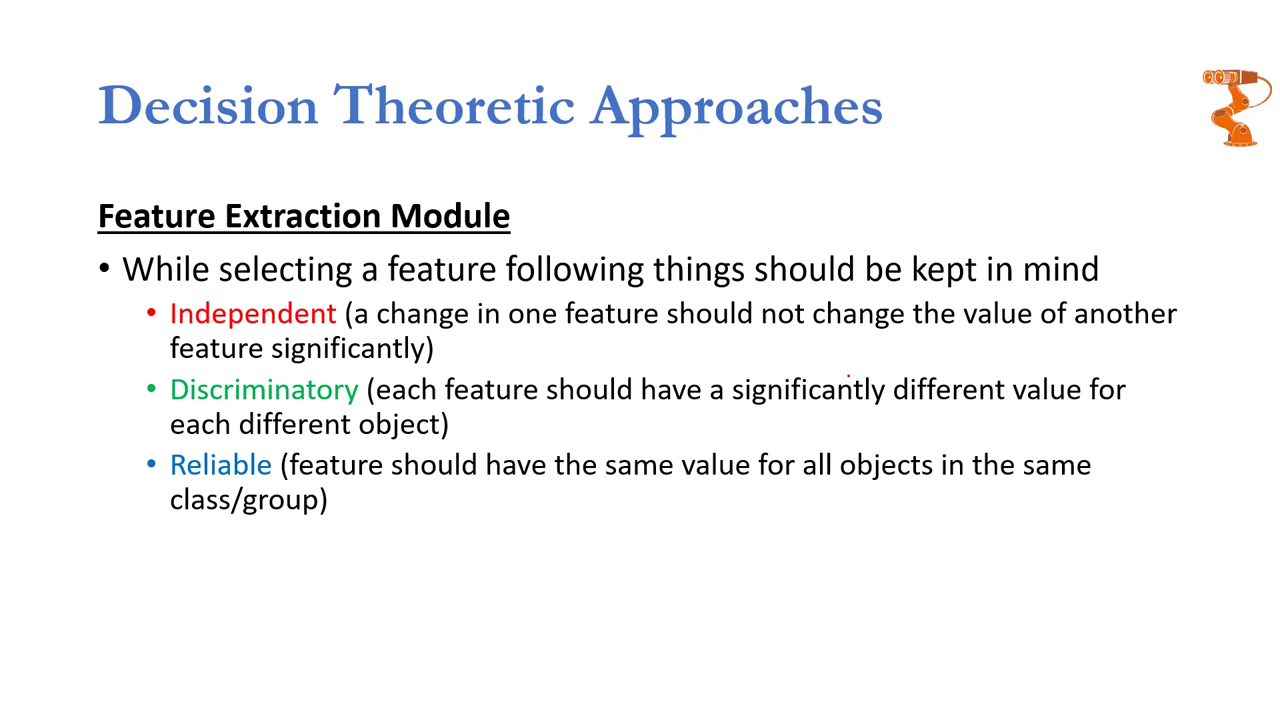 Decision Theoretic Approaches
Feature Extraction Module
• While selecting a feature following things should be kept in mind
• Independent (a change in one feature should not change the value of another
feature significantly)
• Discriminatory (each feature should have a significantly different value for
each different object)
• Reliable (feature should have the same value for all objects in the same
class/group)